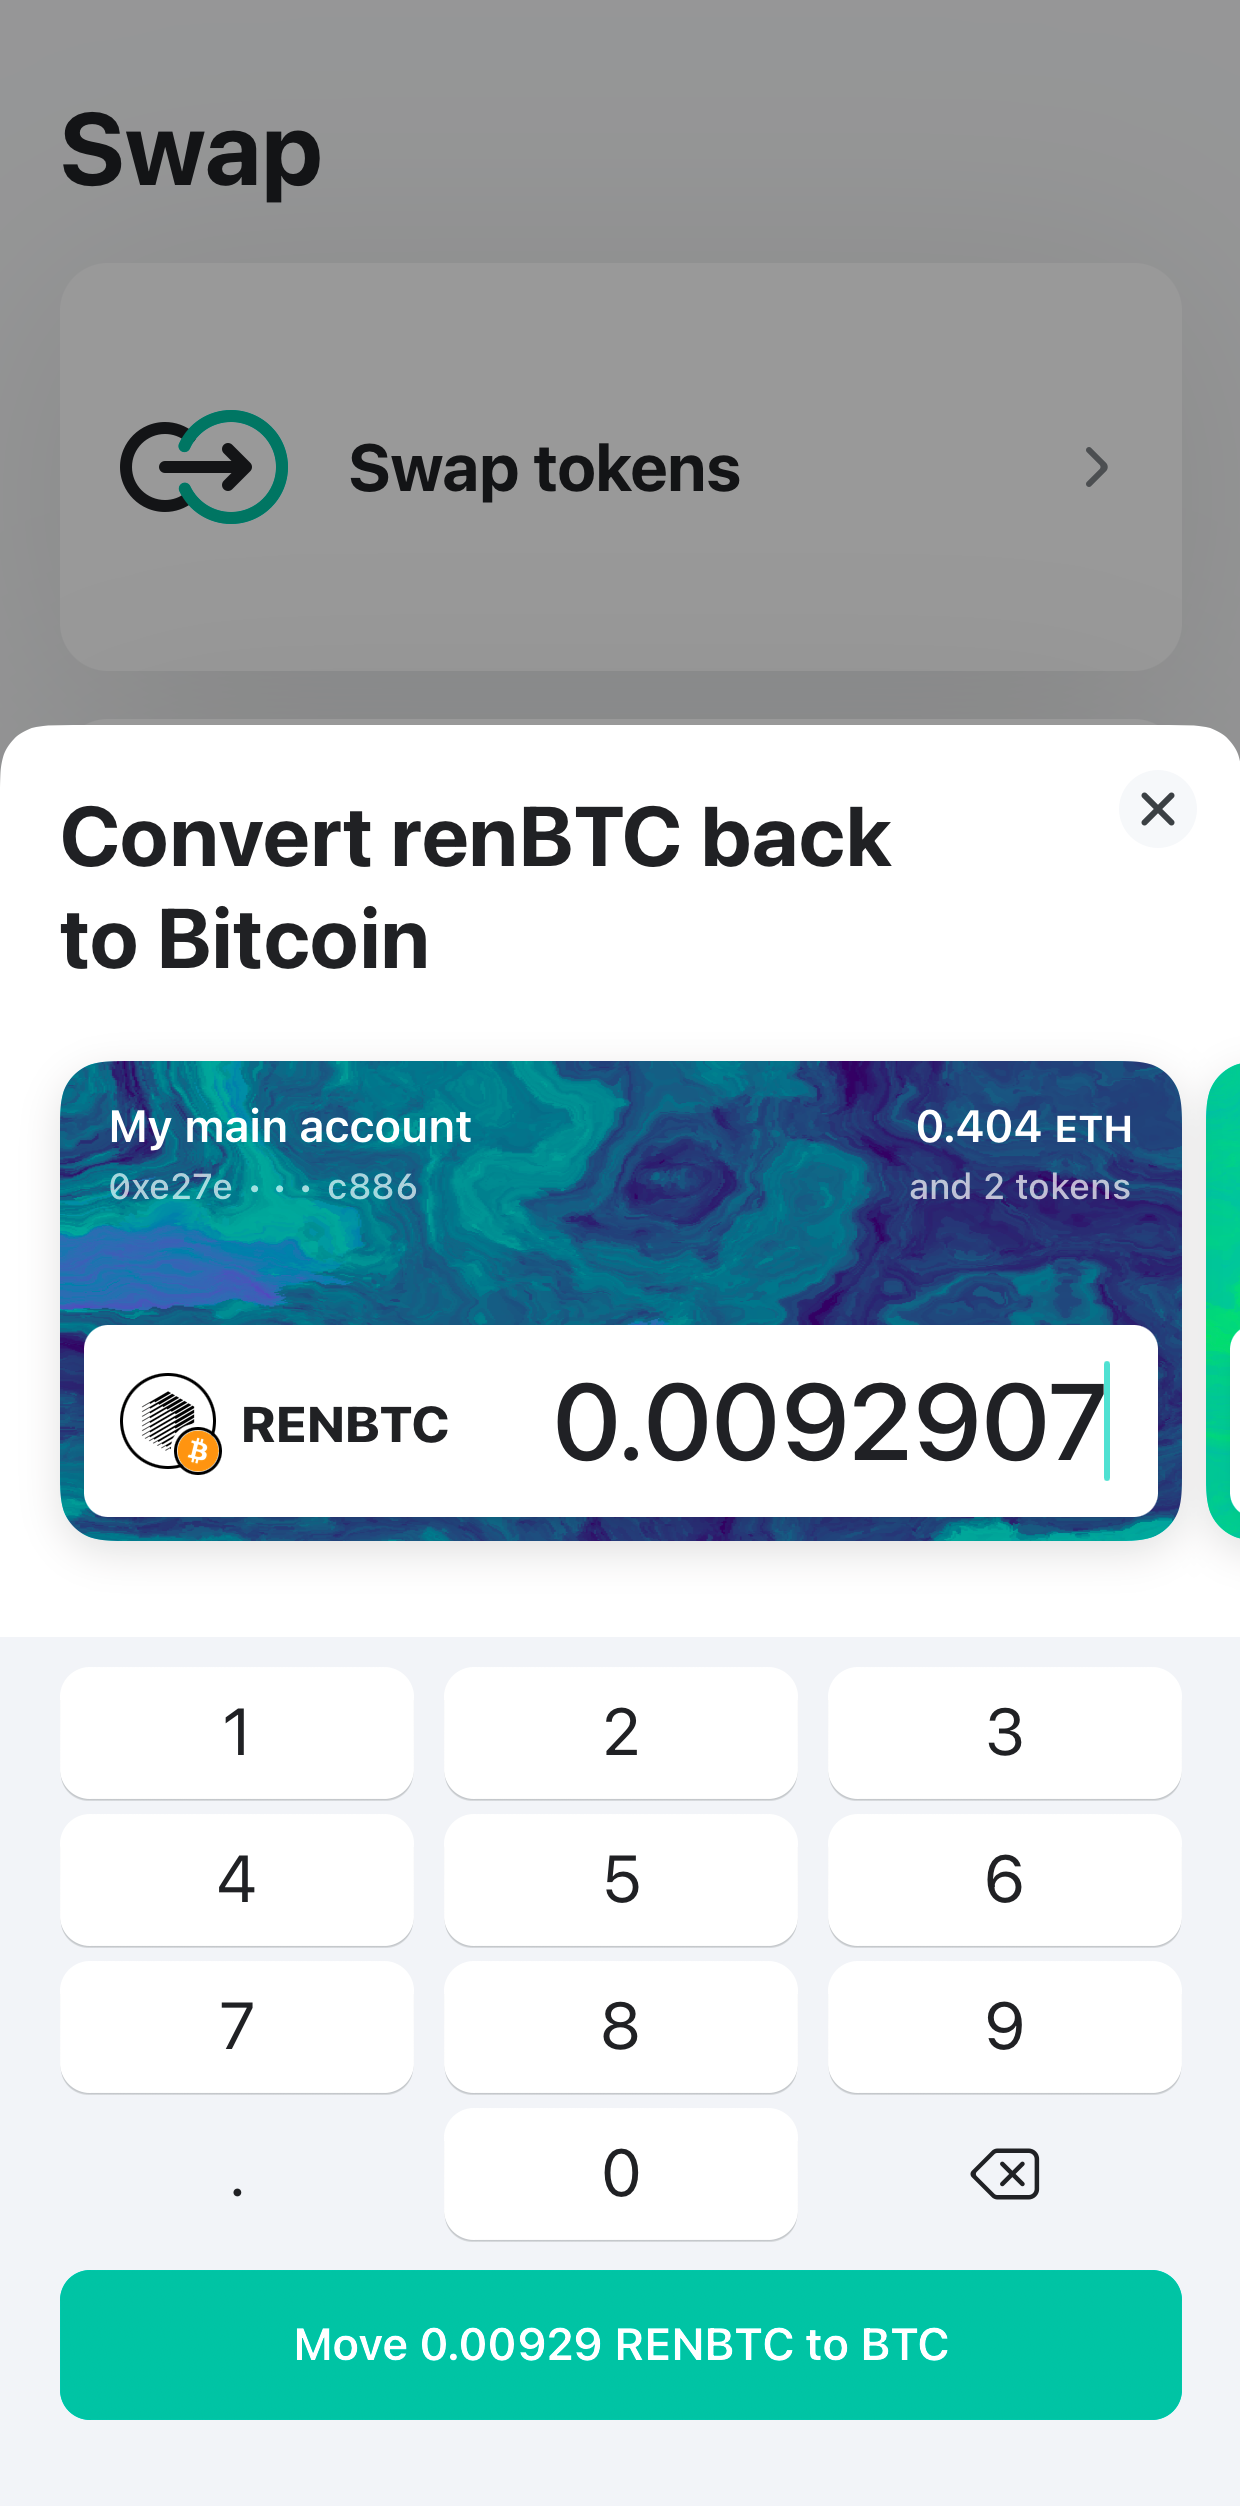 Swap
Swap tokens
Convert renBTC back
to Bitcoin
My main account
0.404 ETH
0xe27e · · · c886
and 2 tokens
RENBTC
0.0092907
1
2
3
4
5
6
7
8
9
.
0
Move 0.00929 RENBTC to BTC